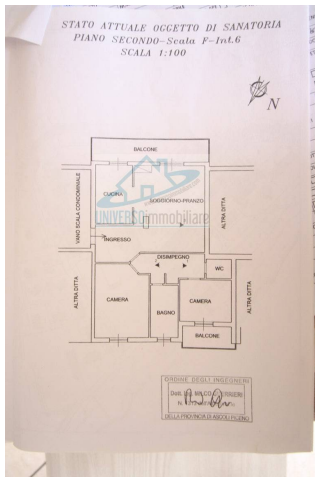 STATO ATTUALE OGGETTO DI SANATORIA
PIANO SECONDO-Scala F-Int.6
SCALA 1:100
N
BALCONE
CUCINA
SOGGIORNO-PRANZO
UNIVERSOimmobiliare
VANO SCALA CONDOMINIALE
ALTRA DITTA
INGRESSO
DISIMPEGNO
WC
ALTRA DITTA
CAMERA
CAMERA
ALTRA DITTA
BAGNO
BALCONE
ORDINE DEGLI INGEGNERI
DELLA PROVINCIA DI ASCOLI PICENO